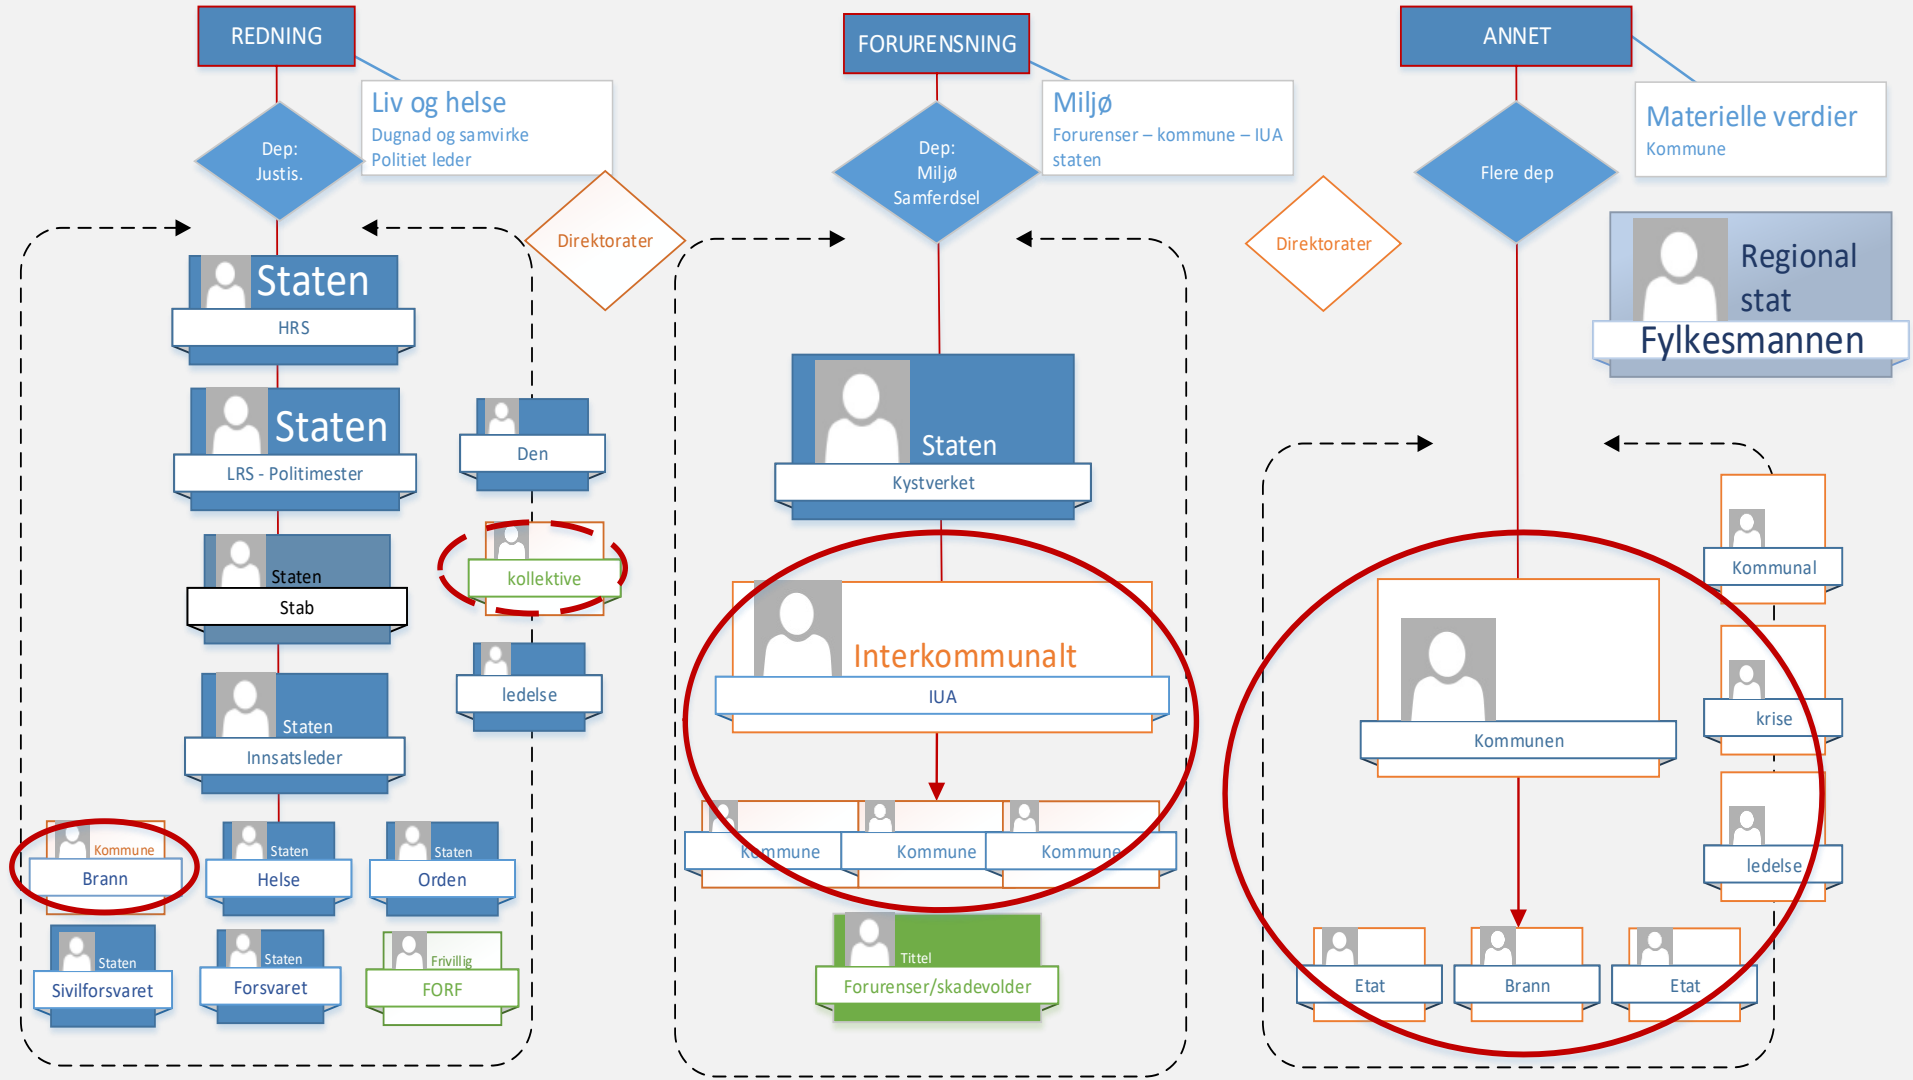 REDNING
Liv og helse
Dugnad og samvirke
Politiet leder
Dep:
Justis.
Direktorater
Staten
HRS
Staten
LRS - Politimester
Staten
Stab
Staten
Innsatsleder
Den
kollektive
ledelse
Kommune
Brann
Staten
Helse
Staten
Orden
Staten
Sivilforsvaret
Staten
Forsvaret
Frivillig
FORF
FORURENSNING
Miljø
Forurenser – kommune – IUA
staten
Dep:
Miljø
Samferdsel
Direktorater
Staten
Kystverket
Interkommunalt
IUA
Kommune
Kommune
Kommune
Tittel
Forurenser/skadevolder
ANNET
Materielle verdier
Kommune
Flere dep
Regional
stat
Fylkesmannen
Kommunal
krise
ledelse
Kommunen
Etat
Brann
Etat